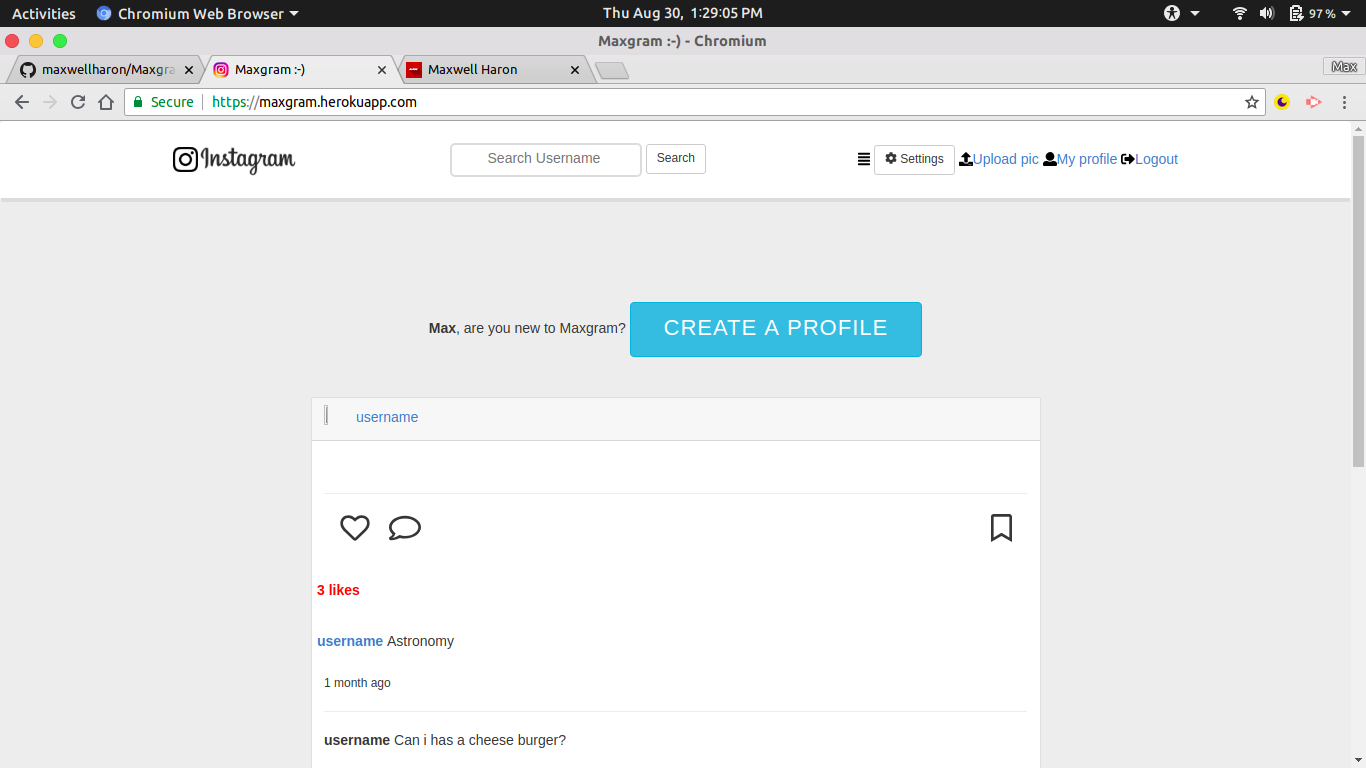 Activities Chromium Web Browser Thu Aug 30, 1:29:05 PM 97%
Maxgram :-) - Chromium
maxwellharon/Maxgra Maxgram :-) Maxwell Haron Max
Secure https://maxgram.herokuapp.com
Instagram Search Username Search Settings Upload pic My profile Logout
Max, are you new to Maxgram? CREATE A PROFILE
username
3 likes
username Astronomy
1 month ago
username Can i has a cheese burger?